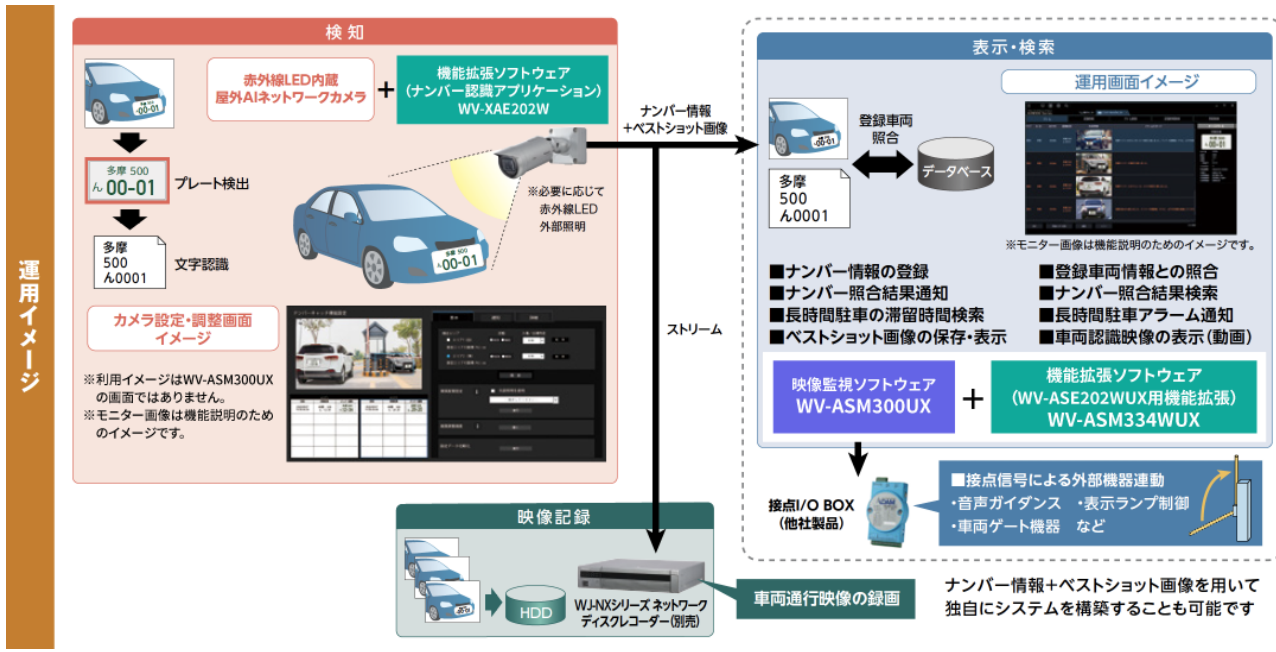 運用イメージ
検知
赤外線LED内蔵
屋外AIネットワークカメラ
+
機能拡張ソフトウェア
(ナンバー認識アプリケーション)
WV-XAE202W
00-01
多摩 500
ん 00-01
プレート検出
多摩
500
ん0001
文字認識
多摩 500
ん 00-01
※必要に応じて
赤外線LED
外部照明
カメラ設定・調整画面
イメージ
※利用イメージはWV-ASM300UX
の画面ではありません。
※モニター画像は機能説明のため
のイメージです。
ナンバー情報
+ベストショット画像
ストリーム
表示・検索
運用画面イメージ
00-01
登録車両
照合
データベース
多摩
500
ん0001
※モニター画像は機能説明のためのイメージです。
■ナンバー情報の登録
■ナンバー照合結果通知
■長時間駐車の滞留時間検索
■ベストショット画像の保存・表示
■登録車両情報との照合
■ナンバー照合結果検索
■長時間駐車アラーム通知
■車両認識映像の表示(動画)
映像監視ソフトウェア
WV-ASM300UX
+
機能拡張ソフトウェア
(WV-ASE202WUX用機能拡張)
WV-ASM334WUX
接点I/O BOX
(他社製品)
■接点信号による外部機器連動
・音声ガイダンス ・表示ランプ制御
・車両ゲート機器 など
映像記録
HDD
WJ-NXシリーズ ネットワーク
ディスクレコーダー(別売)
車両通行映像の録画
ナンバー情報+ベストショット画像を用いて
独自にシステムを構築することも可能です